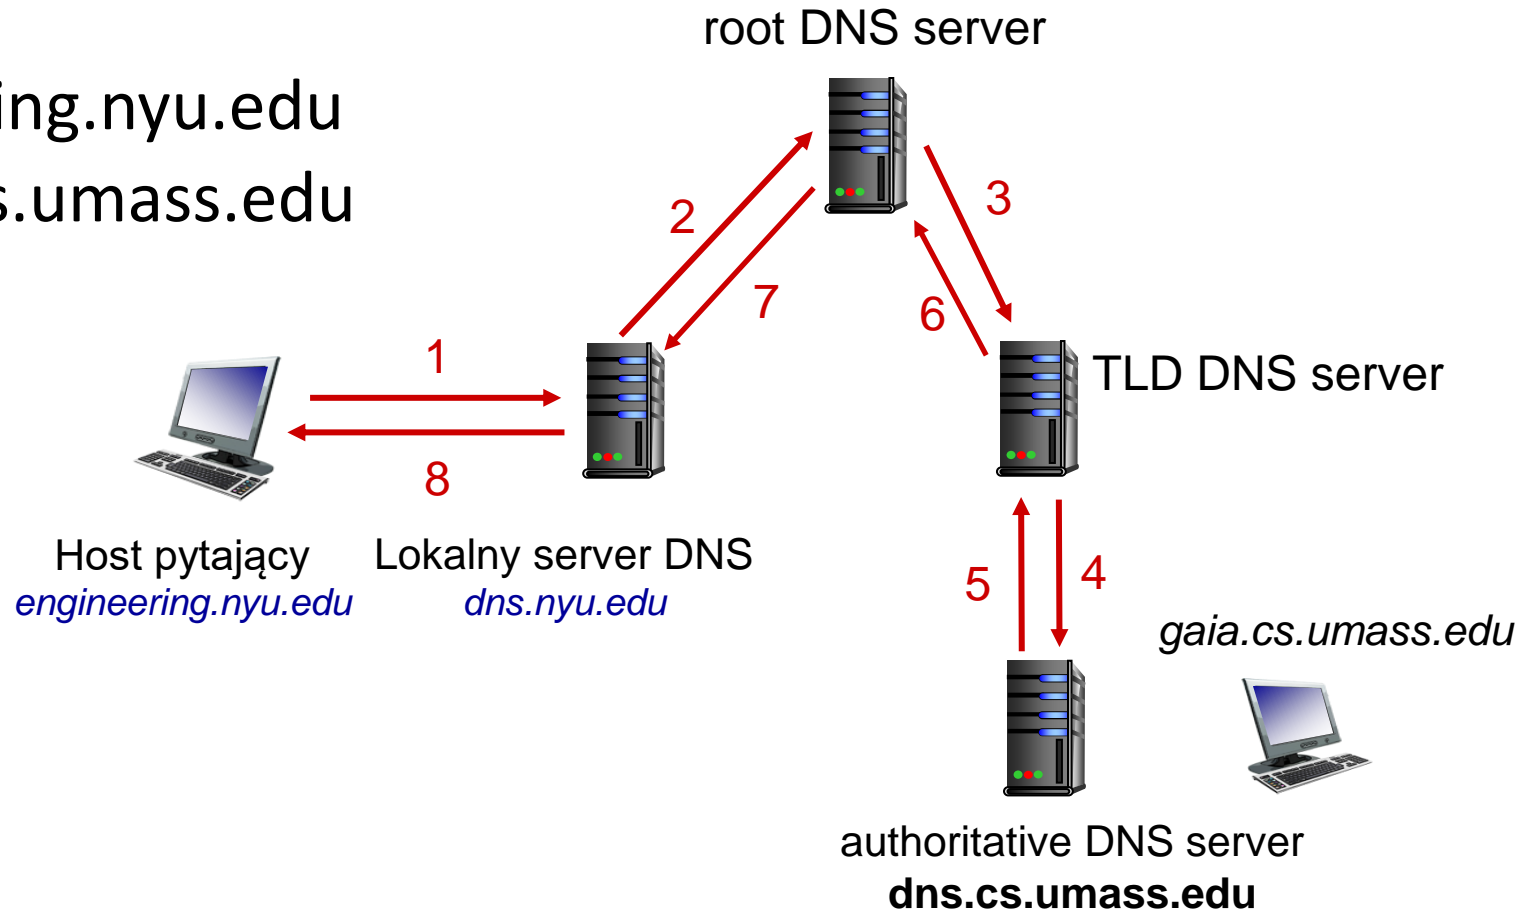 root DNS server
ing.nyu.edu
s.umass.edu
2
3
7
6
1
TLD DNS server
8
Host pytający
engineering.nyu.edu
Lokalny server DNS
dns.nyu.edu
5
4
gaia.cs.umass.edu
authoritative DNS server
dns.cs.umass.edu